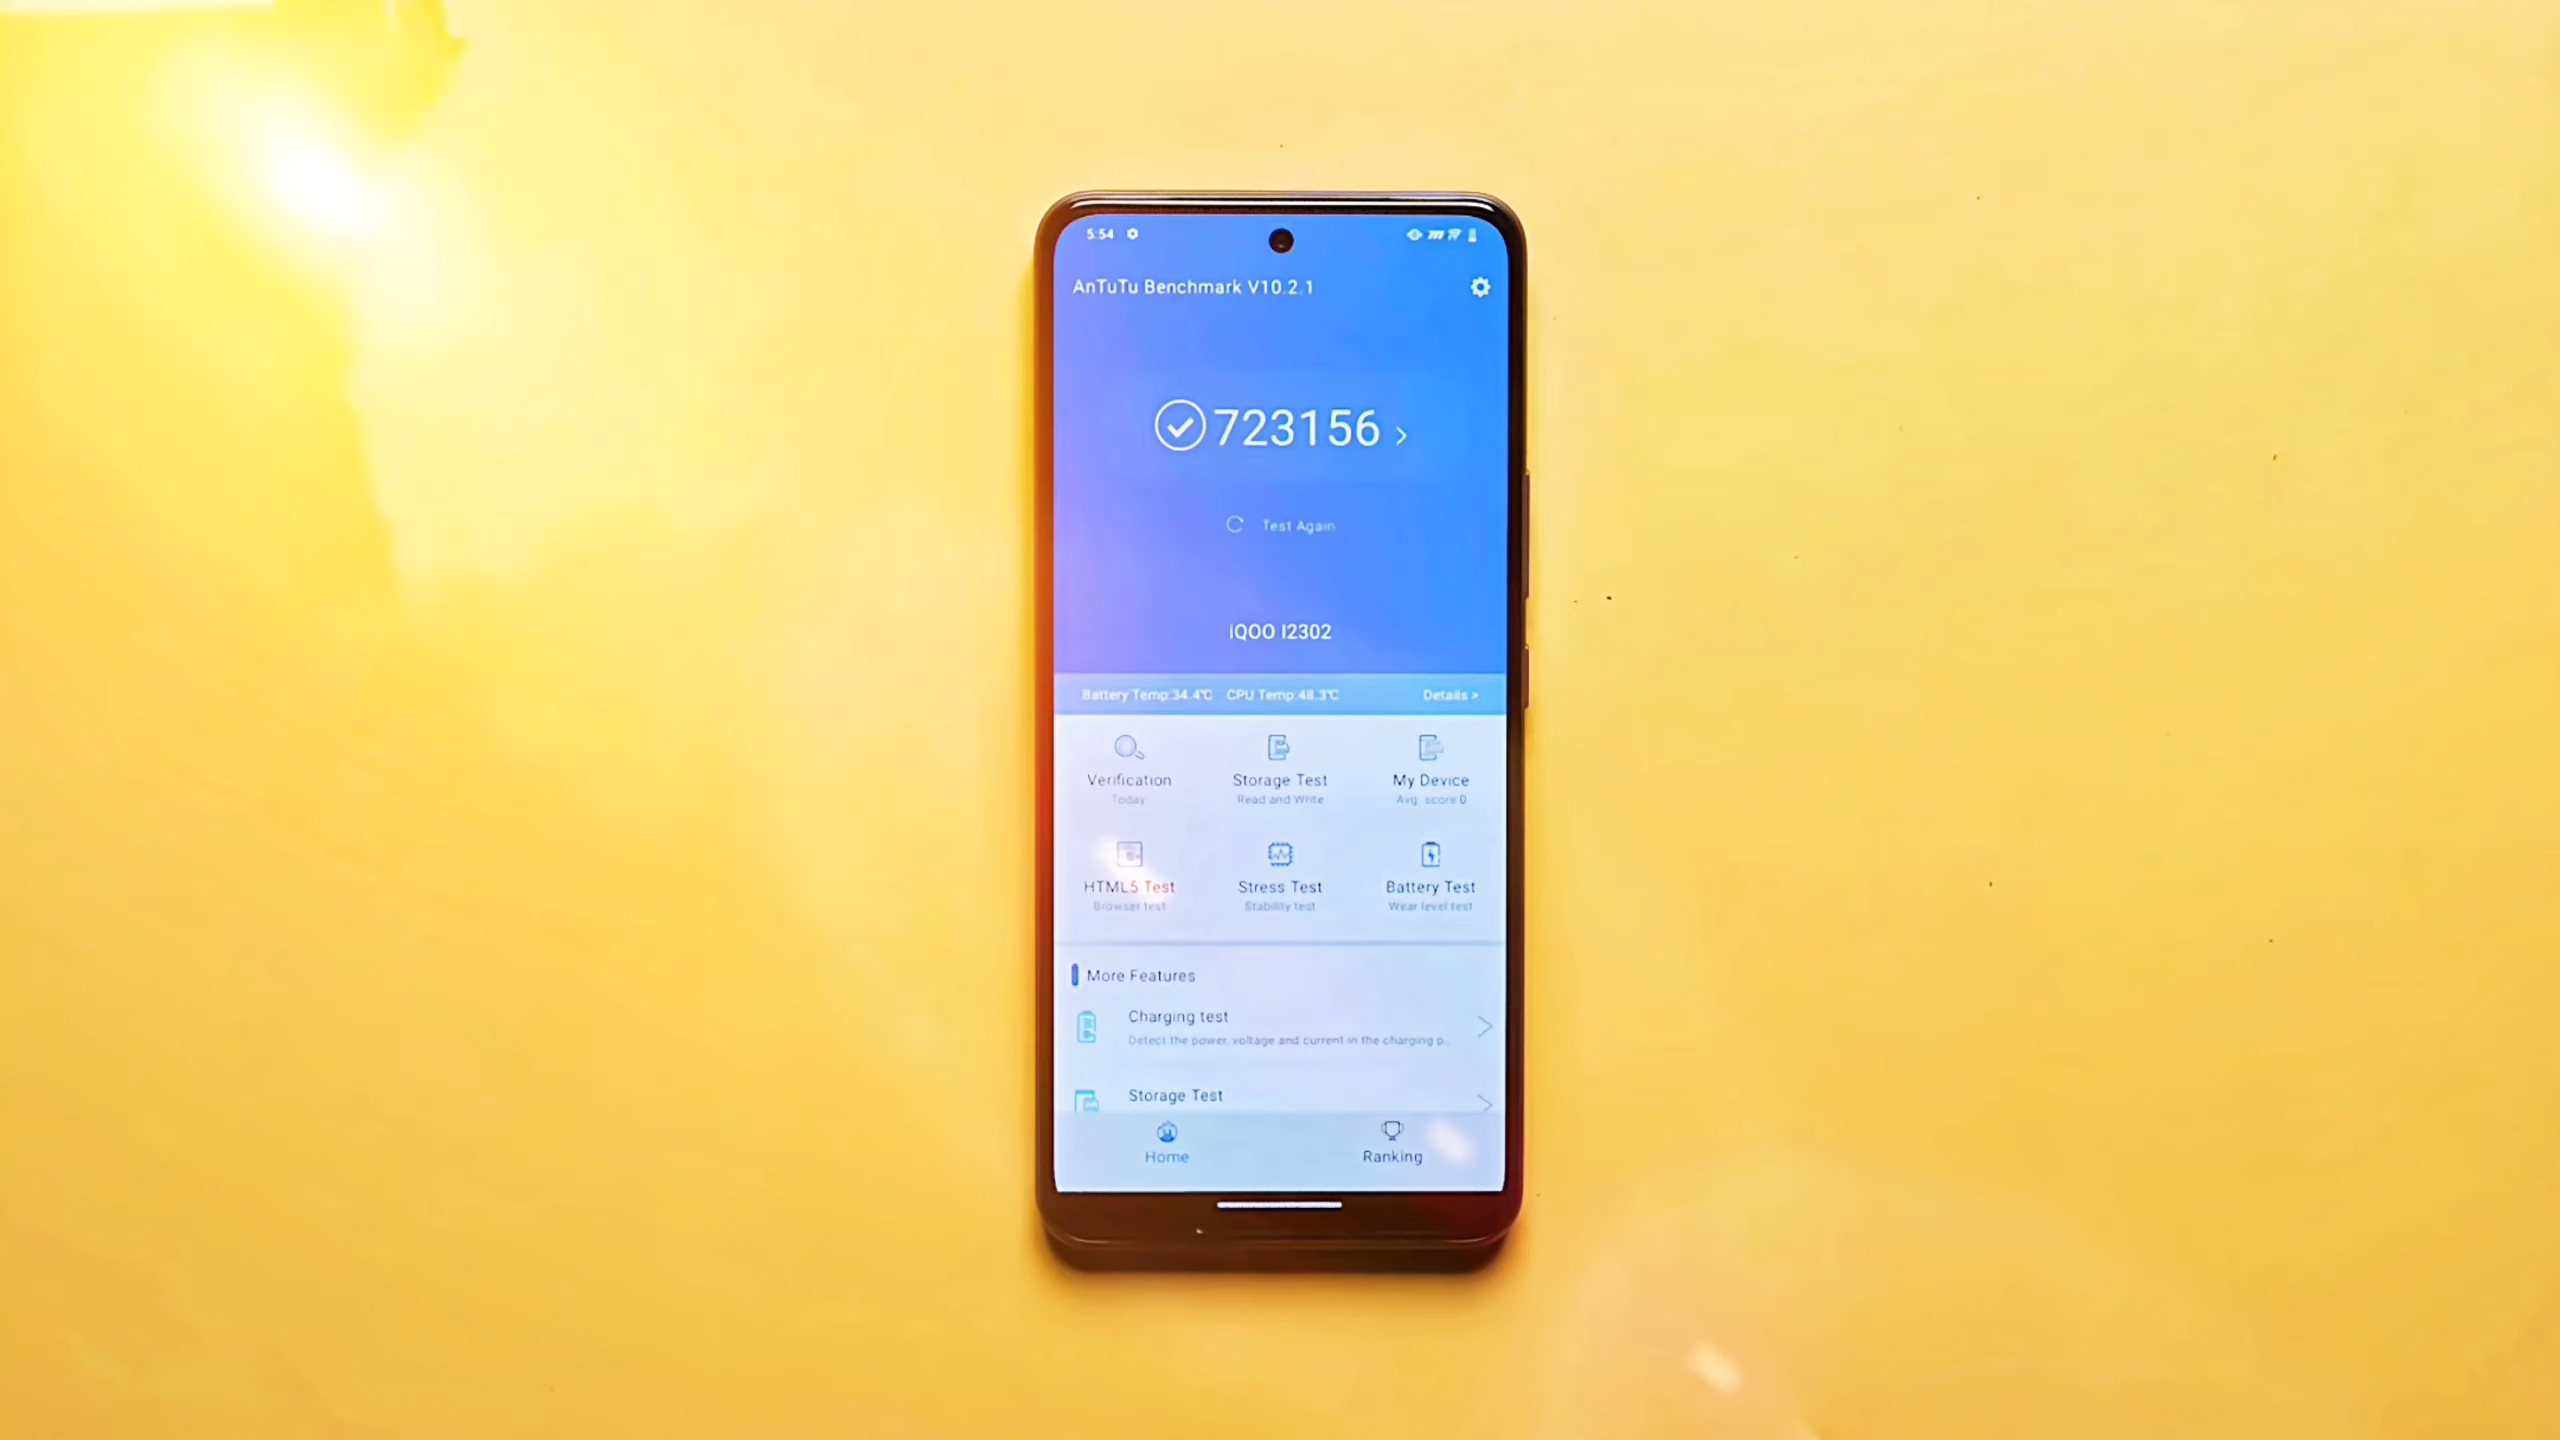 5:54
AnTuTu Benchmark V10.2.1
723156 >
Test Again
iQOO I2302
Battery Temp:34.4℃ CPU Temp:48.3℃ Details >
Verification Storage Test My Device
Today Read and Write Avg. score 0
HTML5 Test Stress Test Battery Test
Browser test Stability test Wear level test
More Features
Charging test
Detect the power, voltage and current in the charging p...
Storage Test
Home Ranking